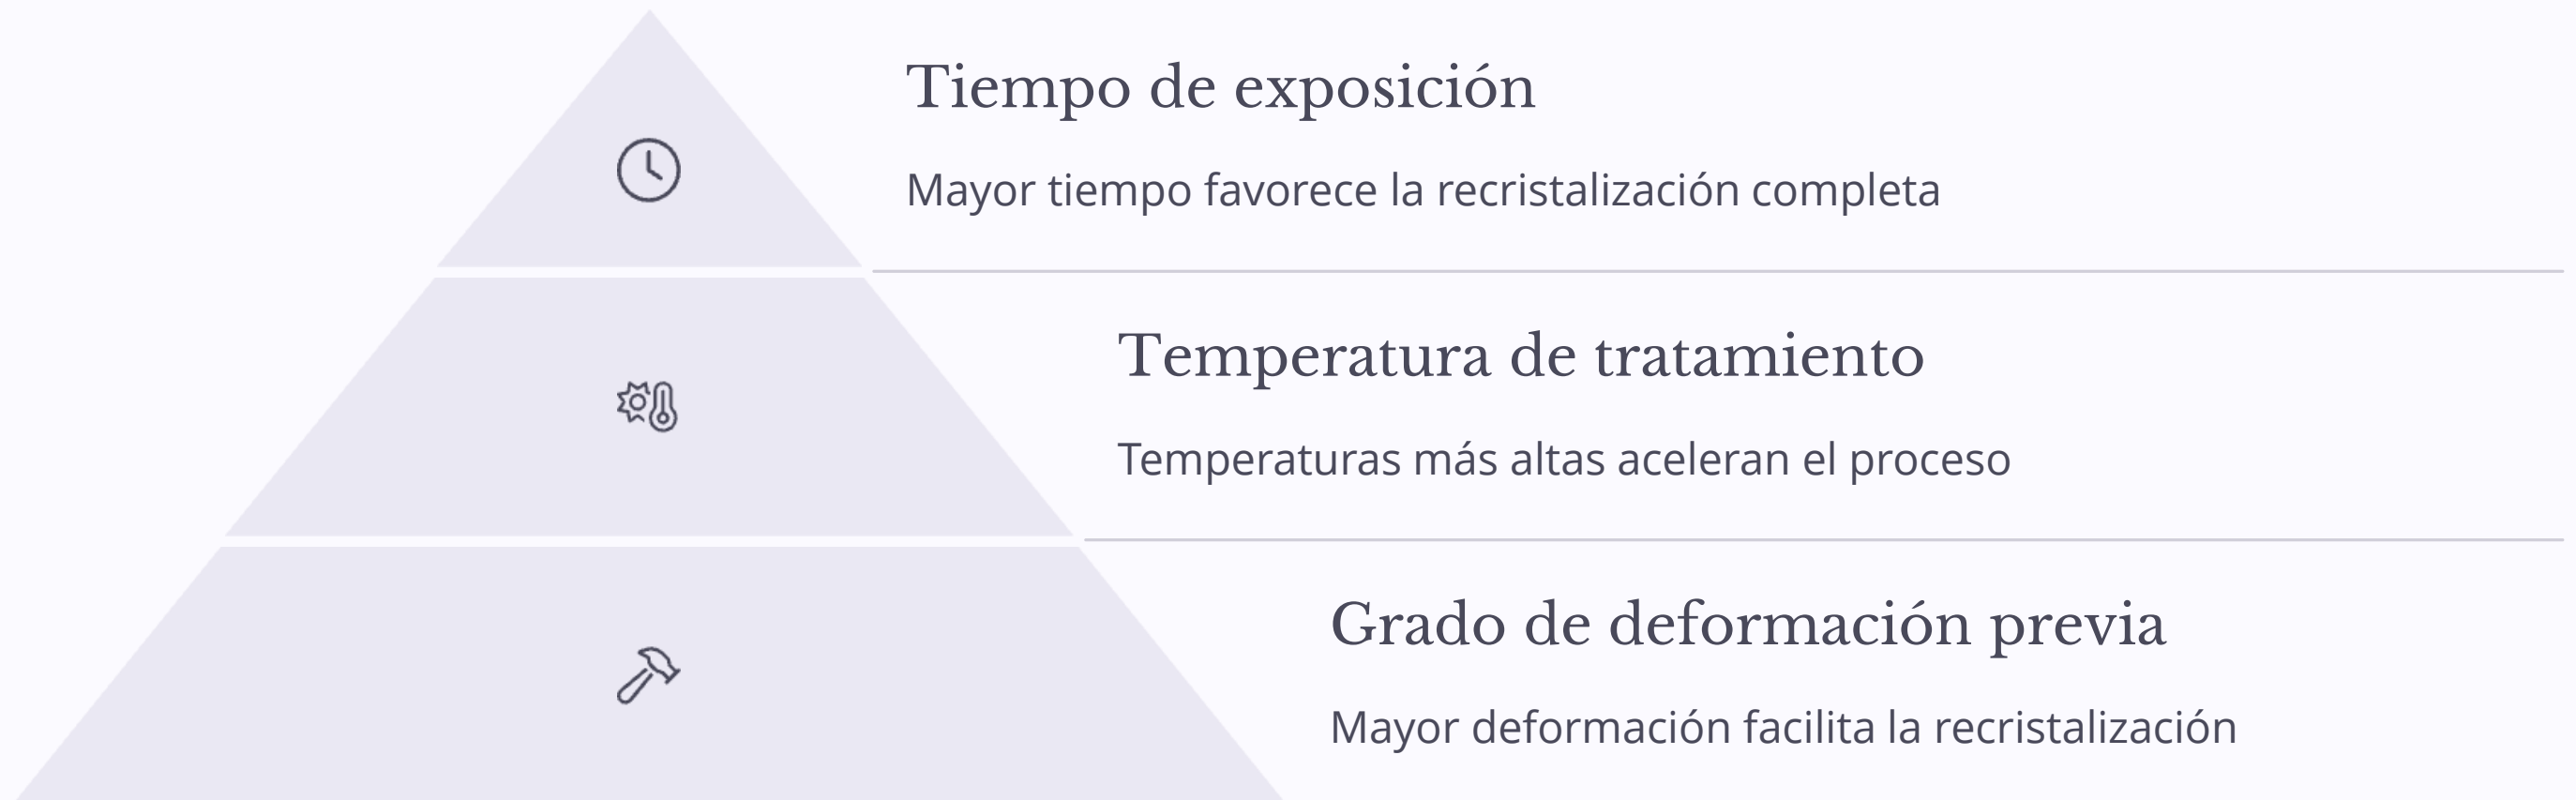 Tiempo de exposición
Mayor tiempo favorece la recristalización completa
Temperatura de tratamiento
Temperaturas más altas aceleran el proceso
Grado de deformación previa
Mayor deformación facilita la recristalización